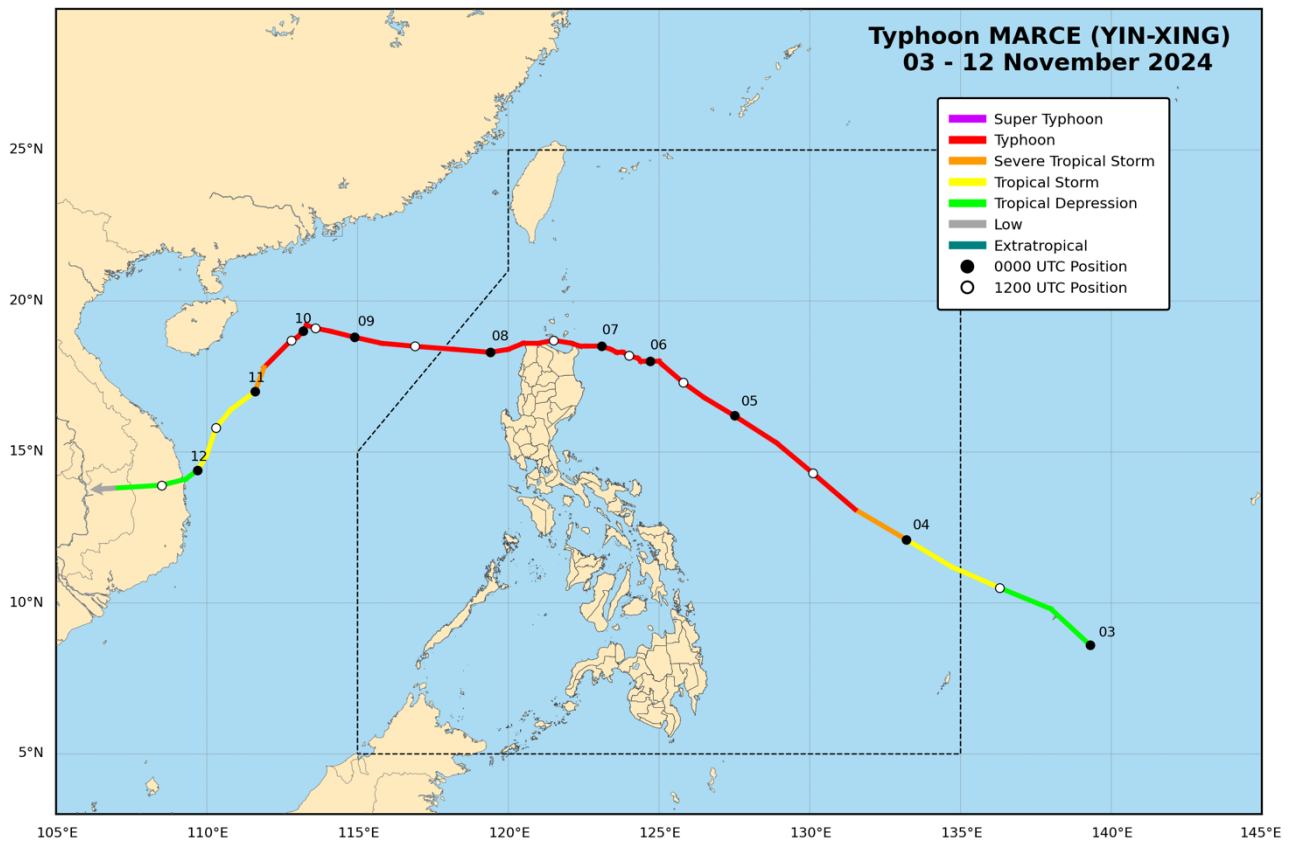 Typhoon MARCE (YIN-XING)
03 - 12 November 2024
Super Typhoon
Typhoon
Severe Tropical Storm
Tropical Storm
Tropical Depression
Low
Extratropical
0000 UTC Position
1200 UTC Position
25°N
20°N
15°N
10°N
5°N
10
09
08
07
06
11
05
12
04
03
105°E
110°E
115°E
120°E
125°E
130°E
135°E
140°E
145°E